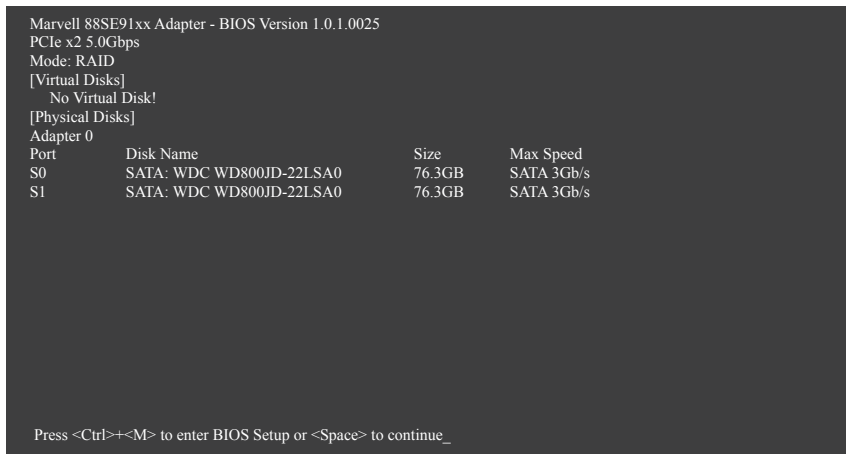 Marvell 88SE91xx Adapter - BIOS Version 1.0.1.0025
PCIe x2 5.0Gbps
Mode: RAID
[Virtual Disks]
No Virtual Disk!
[Physical Disks]
Adapter 0
Port Disk Name Size Max Speed
S0 SATA: WDC WD800JD-22LSA0 76.3GB SATA 3Gb/s
S1 SATA: WDC WD800JD-22LSA0 76.3GB SATA 3Gb/s
Press <Ctrl>+<M> to enter BIOS Setup or <Space> to continue_